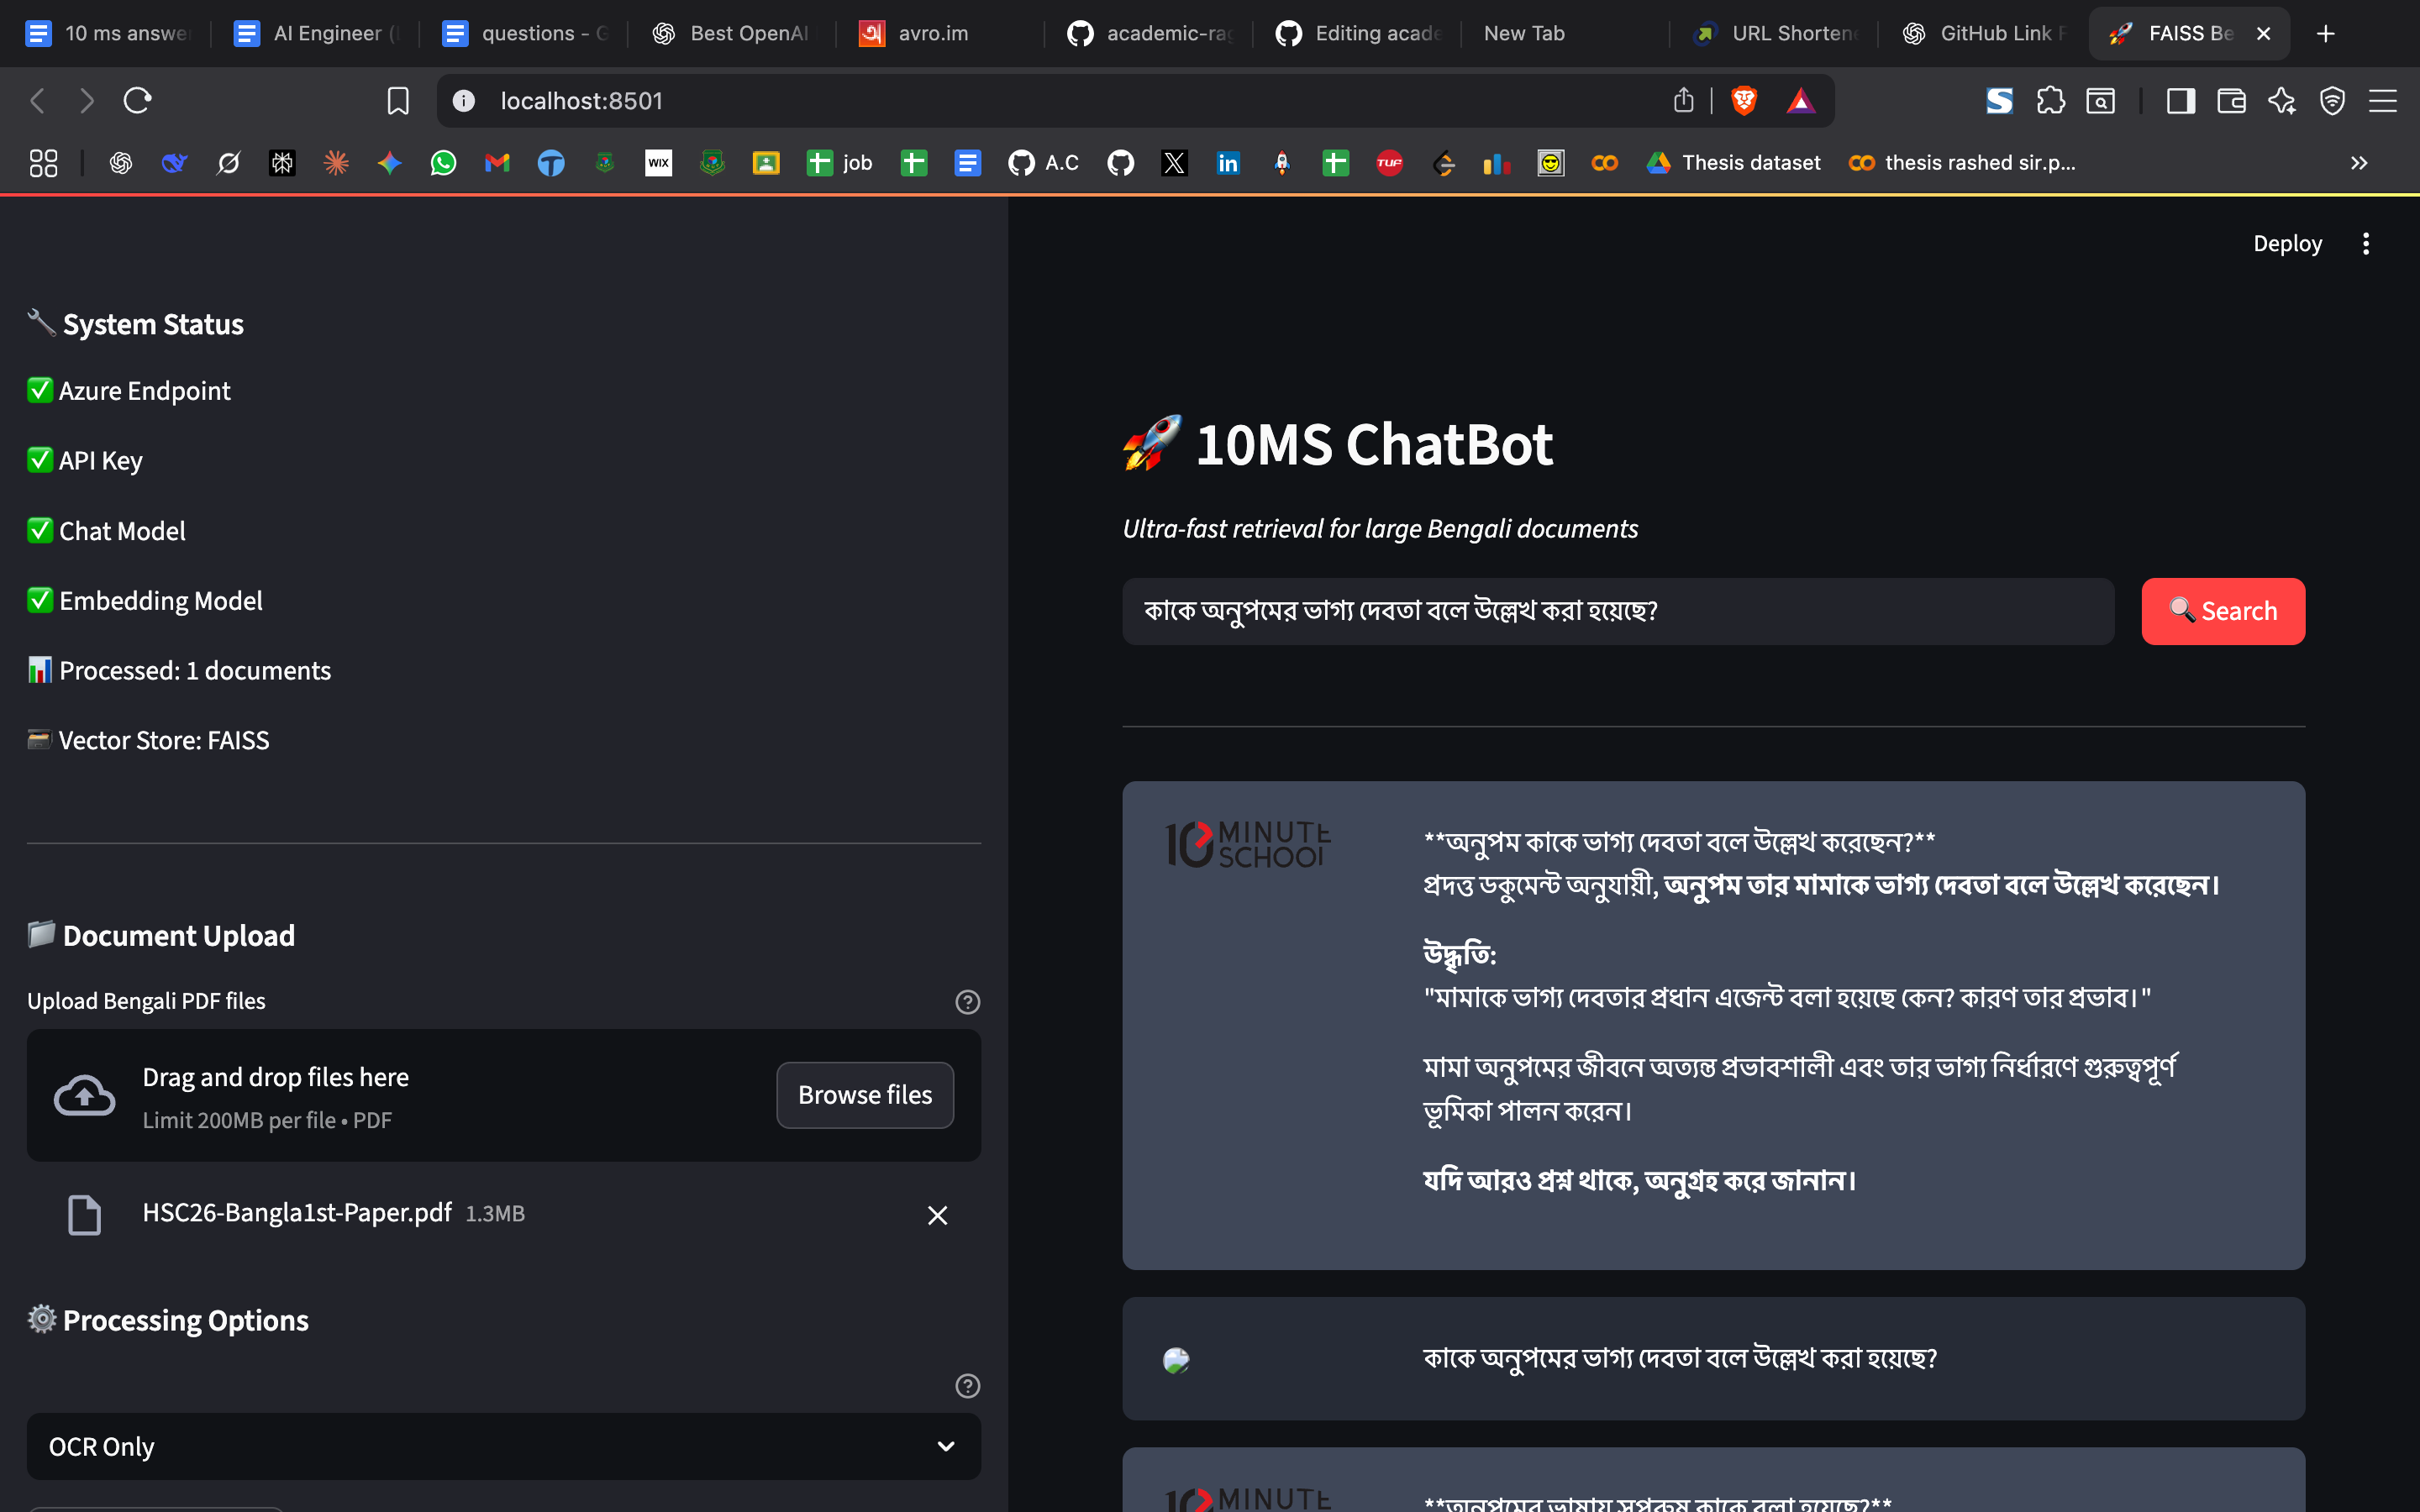 10 ms answe
AI Engineer (
questions - G
Best OpenAI
avro.im
academic-rag
Editing acade
New Tab
URL Shortene
GitHub Link F
FAISS Be
localhost:8501
WIX
job
A.C
X
in
TUF
Thesis dataset
thesis rashed sir.p...
Deploy
System Status
Azure Endpoint
API Key
Chat Model
Embedding Model
Processed: 1 documents
Vector Store: FAISS
Document Upload
Upload Bengali PDF files
Drag and drop files here
Limit 200MB per file • PDF
Browse files
HSC26-Bangla1st-Paper.pdf 1.3MB
Processing Options
OCR Only
10MS ChatBot
Ultra-fast retrieval for large Bengali documents
কাকে অনুপমের ভাগ্য দেবতা বলে উল্লেখ করা হয়েছে?
Search
10 MINUTE SCHOOL
**অনুপম কাকে ভাগ্য দেবতা বলে উল্লেখ করেছেন?**
প্রদত্ত ডকুমেন্ট অনুযায়ী, অনুপম তার মামাকে ভাগ্য দেবতা বলে উল্লেখ করেছেন।
উদ্ধৃতি:
"মামাকে ভাগ্য দেবতার প্রধান এজেন্ট বলা হয়েছে কেন? কারণ তার প্রভাব।"
মামা অনুপমের জীবনে অত্যন্ত প্রভাবশালী এবং তার ভাগ্য নির্ধারণে গুরুত্বপূর্ণ
ভূমিকা পালন করেন।
যদি আরও প্রশ্ন থাকে, অনুগ্রহ করে জানান।
কাকে অনুপমের ভাগ্য দেবতা বলে উল্লেখ করা হয়েছে?
10 MINUTE
**অনুপমের ভাষায় সুপুরুষ কাকে বলা হয়েছে?**